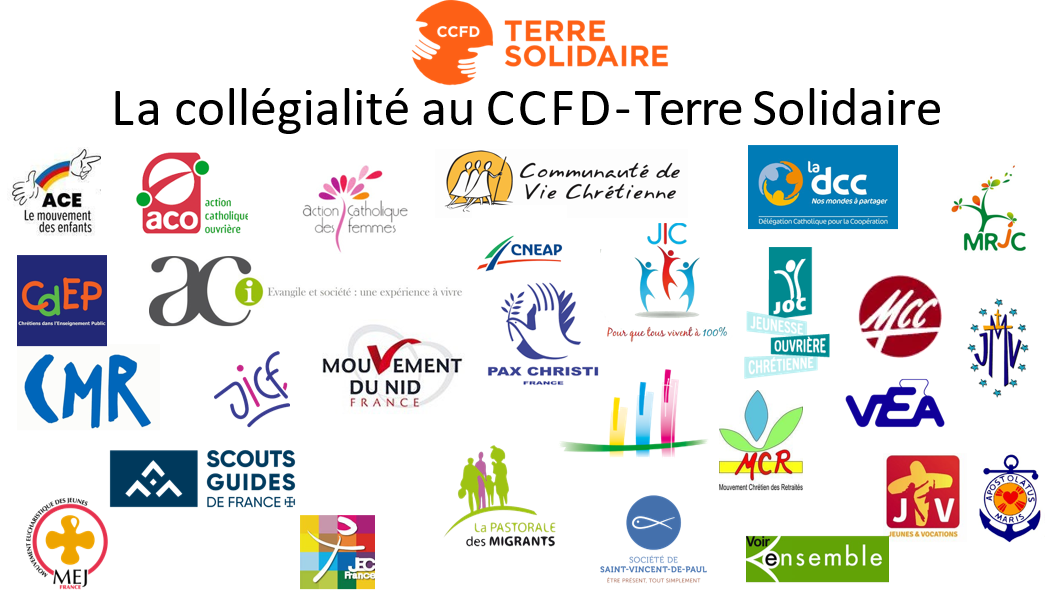 CCFD
TERRE
SOLIDAIRE
La collégialité au CCFD-Terre Solidaire
ACE
Le mouvement
des enfants
aco
action
catholique
ouvrière
action catholique
des femmes
Communauté de
Vie Chrétienne
la
dcc
Nos mondes à partager
Délégation Catholique pour la Coopération
MRJC
CdEP
Chrétiens dans l'Enseignement Public
aci
Evangile et société : une expérience à vivre
CNEAP
JIC
Pour que tous vivent à 100%
JOC
JEUNESSE
OUVRIÈRE
CHRÉTIENNE
MCC
JMV
CMR
JICF
MOUVEMENT
DU NID
FRANCE
PAX CHRISTI
FRANCE
VEA
MCR
Mouvement Chrétien des Retraités
SCOUTS
GUIDES
DE FRANCE
La PASTORALE
des MIGRANTS
JV
JEUNES & VOCATIONS
APOSTOLATUS
MARIS
MOUVEMENT EUCHARISTIQUE DES JEUNES
MEJ
FRANCE
JEC
France
SOCIÉTÉ DE
SAINT-VINCENT-DE-PAUL
ÊTRE PRÉSENT, TOUT SIMPLEMENT
Voir
ensemble